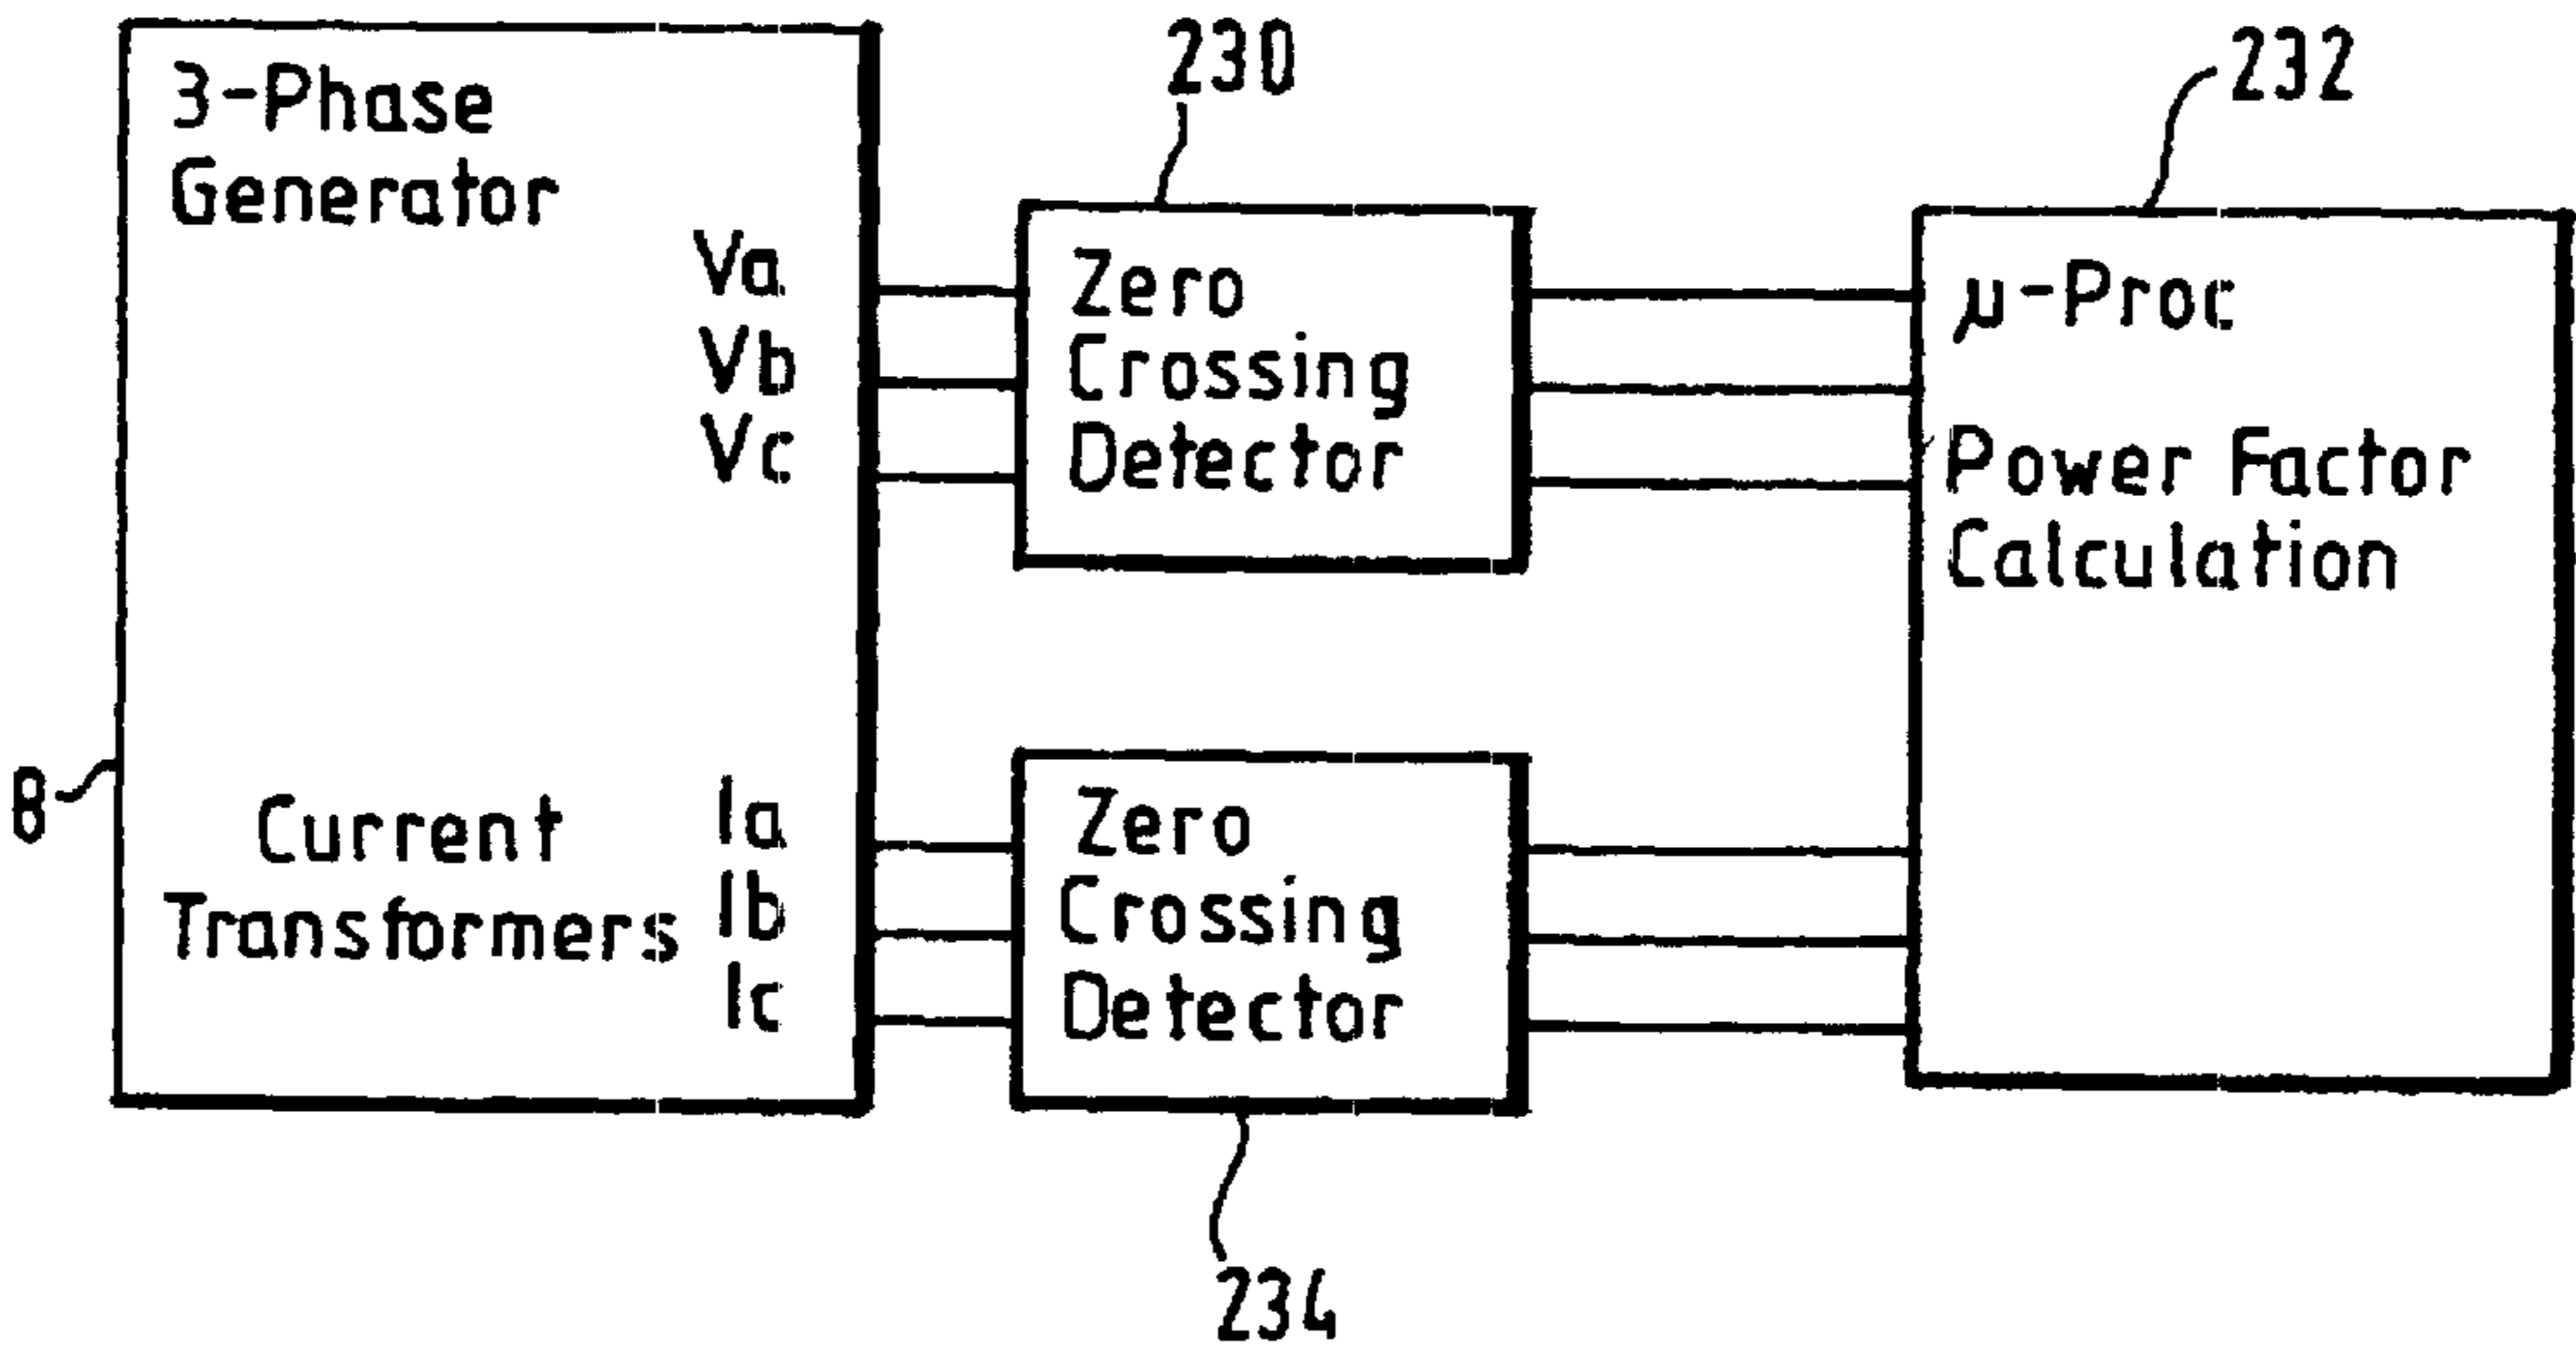 230
232
3-Phase
Generator
Va
Vb
Vc
Zero
Crossing
Detector
µ-Proc
Power Factor
Calculation
8
Current
Transformers
Ia
Ib
Ic
Zero
Crossing
Detector
234